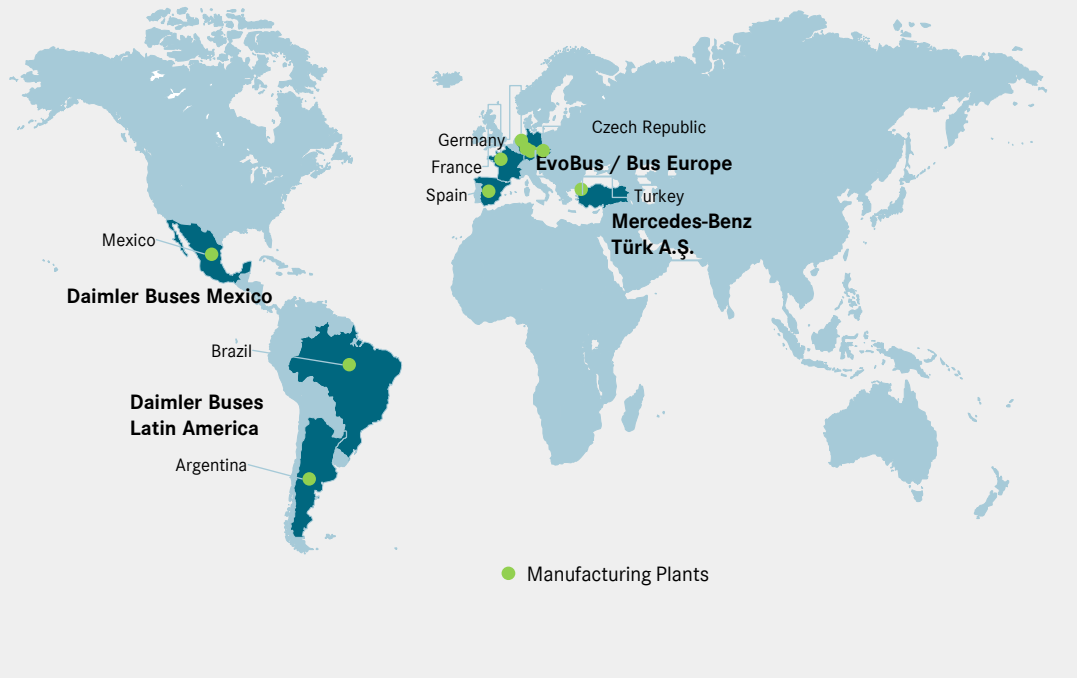 Czech Republic
Germany
EvoBus / Bus Europe
France
Spain
Turkey
Mercedes-Benz
Türk A.Ş.
Mexico
Daimler Buses Mexico
Brazil
Daimler Buses
Latin America
Argentina
Manufacturing Plants